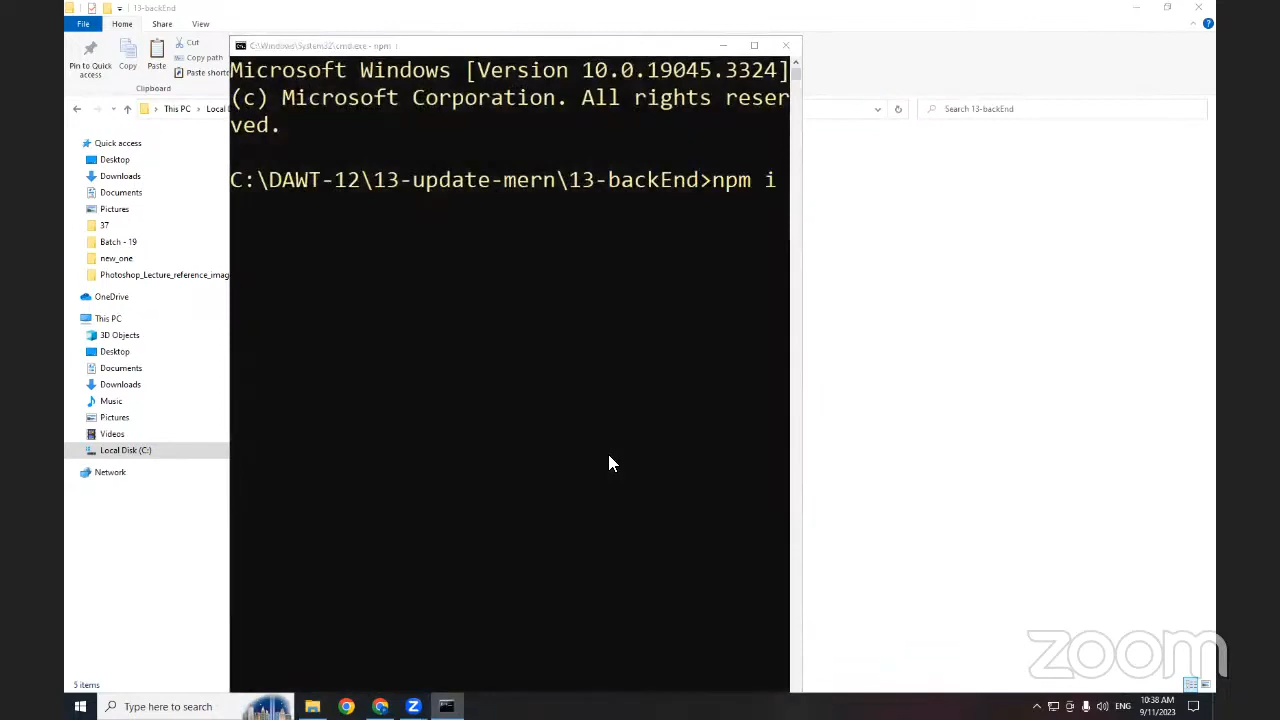 13-backEnd
File
Home
Share
View
Pin to Quick
access
Copy
Paste
Cut
Copy path
Paste shortc
Clipboard
This PC
Local
Search 13-backEnd
C:\Windows\System32\cmd.exe - npm i
Microsoft Windows [Version 10.0.19045.3324]
(c) Microsoft Corporation. All rights reser
ved.
C:\DAWT-12\13-update-mern\13-backEnd>npm i
Quick access
Desktop
Downloads
Documents
Pictures
37
Batch - 19
new_one
Photoshop_Lecture_reference_imag
OneDrive
This PC
3D Objects
Desktop
Documents
Downloads
Music
Pictures
Videos
Local Disk (C:)
Network
5 items
zoom
Type here to search
ENG
10:38 AM
9/11/2023